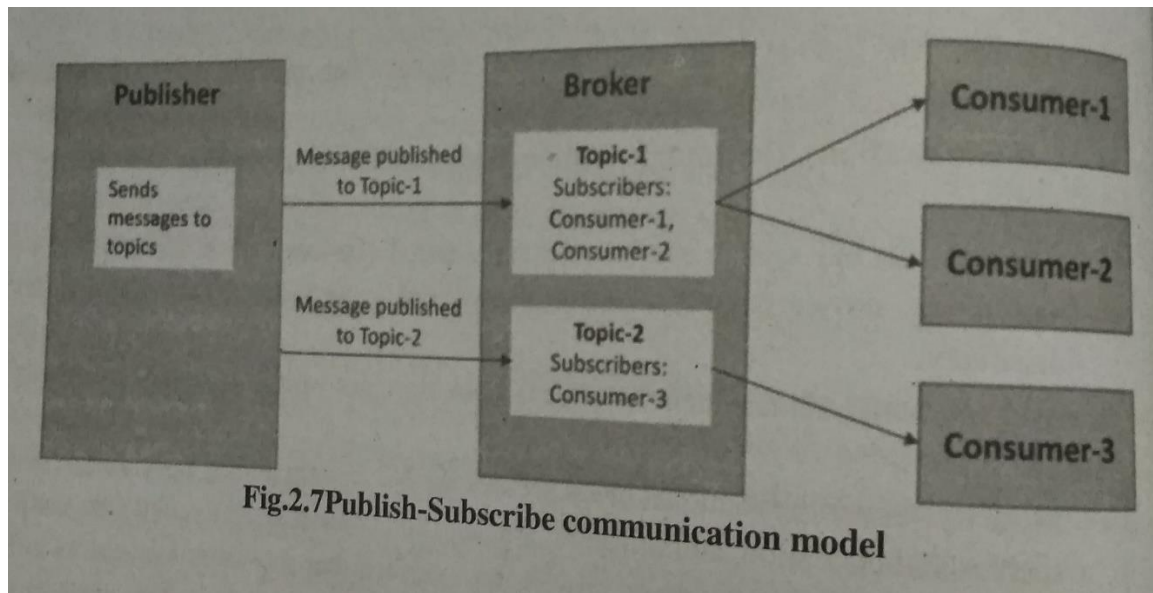 Publisher
Sends
messages to
topics
Message published
to Topic-1
Message published
to Topic-2
Broker
Topic-1
Subscribers:
Consumer-1,
Consumer-2
Topic-2
Subscribers:
Consumer-3
Consumer-1
Consumer-2
Consumer-3
Fig.2.7Publish-Subscribe communication model